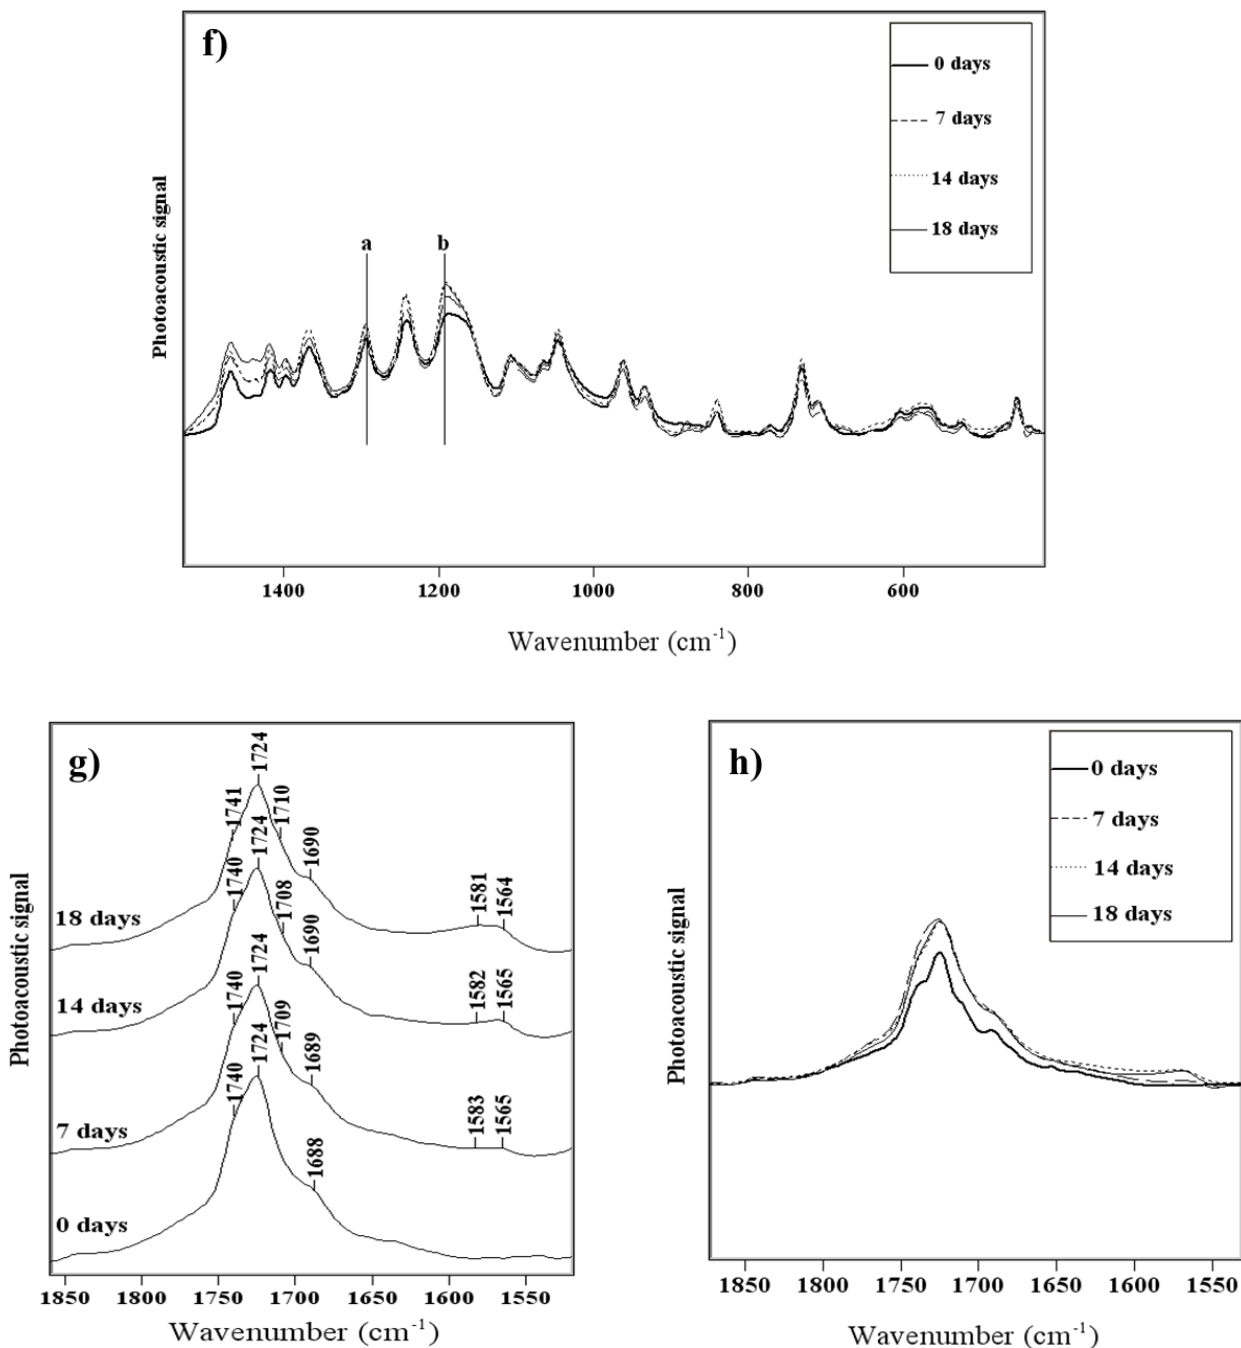 f)
0 days
7 days
14 days
18 days
a
b
Photoacoustic signal
1400
1200
1000
800
600
Wavenumber (cm-1)
g)
1724
1741
1710
1690
1581
1564
18 days
1724
1740
1708
1690
1582
1565
14 days
1724
1740
1709
1689
1583
1565
7 days
1724
1740
1688
0 days
Photoacoustic signal
1850
1800
1750
1700
1650
1600
1550
Wavenumber (cm-1)
h)
0 days
7 days
14 days
18 days
Photoacoustic signal
1850
1800
1750
1700
1650
1600
1550
Wavenumber (cm-1)